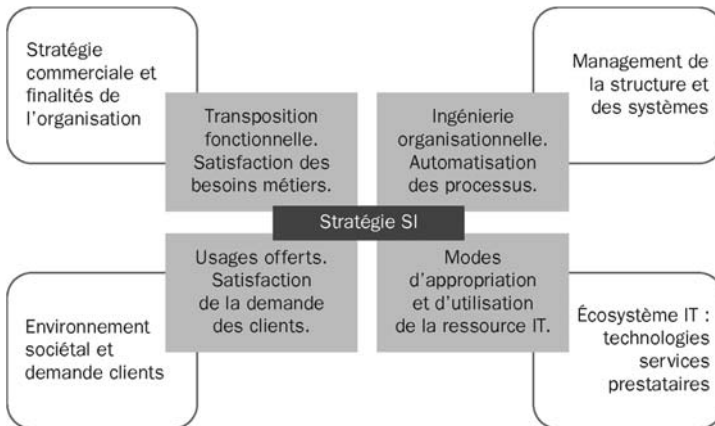 Stratégie
commerciale et
finalités de
l'organisation
Management de
la structure et
des systèmes
Transposition
fonctionnelle.
Satisfaction des
besoins métiers.
Ingénierie
organisationnelle.
Automatisation
des processus.
Stratégie SI
Usages offerts.
Satisfaction
de la demande
des clients.
Modes
d'appropriation
et d'utilisation
de la ressource IT.
Environnement
sociétal et
demande clients
Écosystème IT :
technologies
services
prestataires